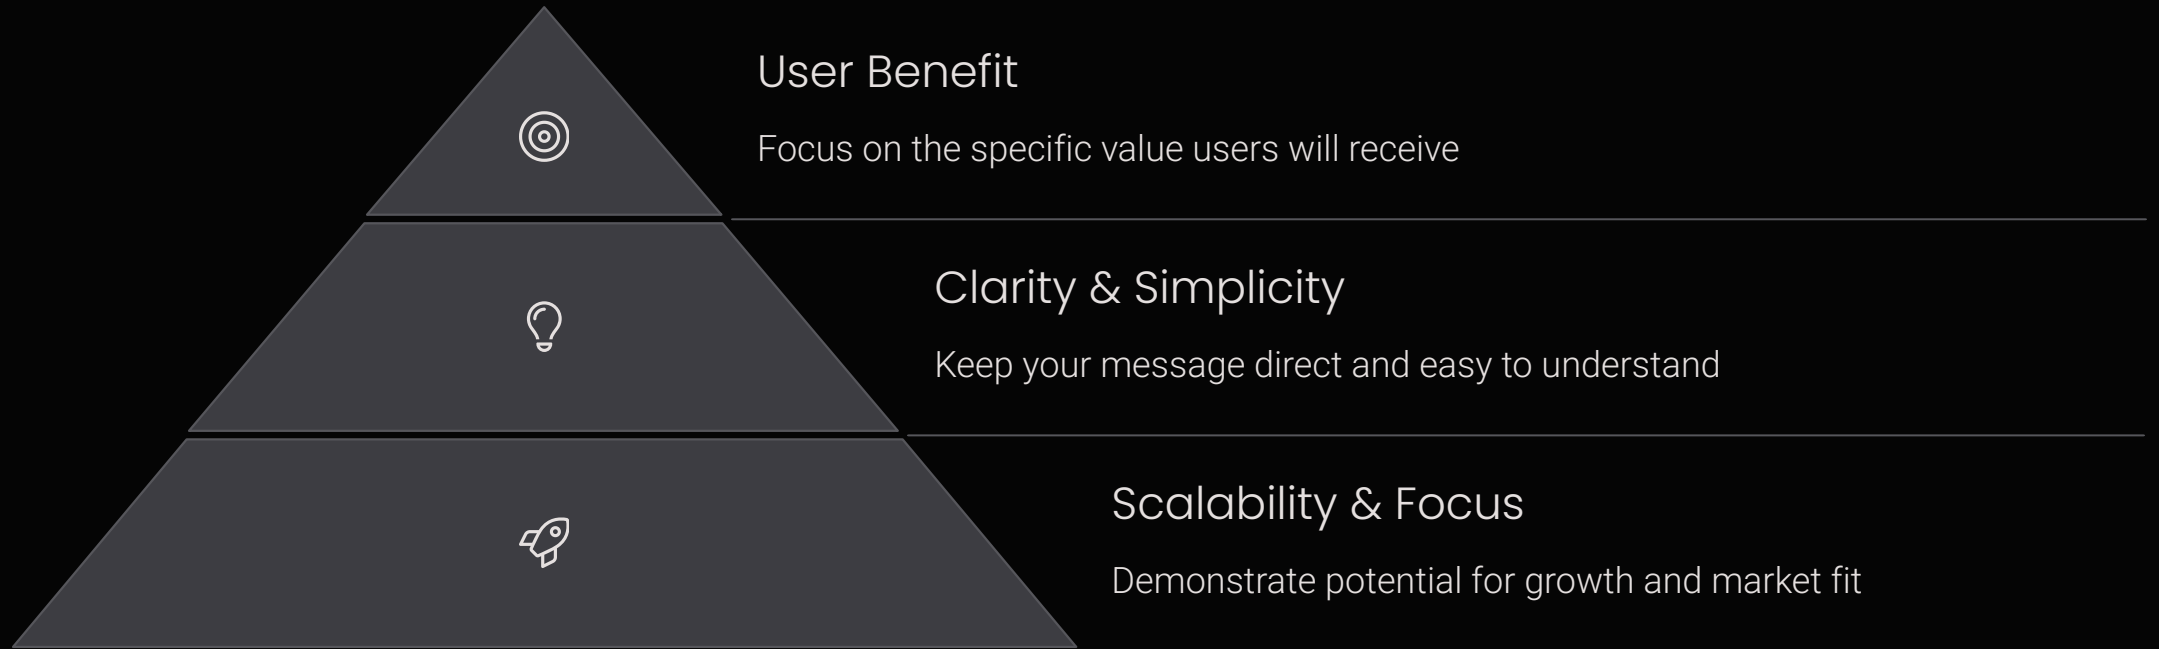 User Benefit
Focus on the specific value users will receive
Clarity & Simplicity
Keep your message direct and easy to understand
Scalability & Focus
Demonstrate potential for growth and market fit